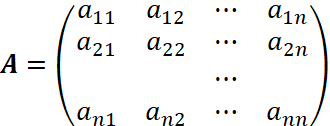 a₁₁ a₁₂ ⋯ a₁ₙ
a₂₁ a₂₂ ⋯ a₂ₙ
A = ( ⋯ )
aₙ₁ aₙ₂ ⋯ aₙₙ